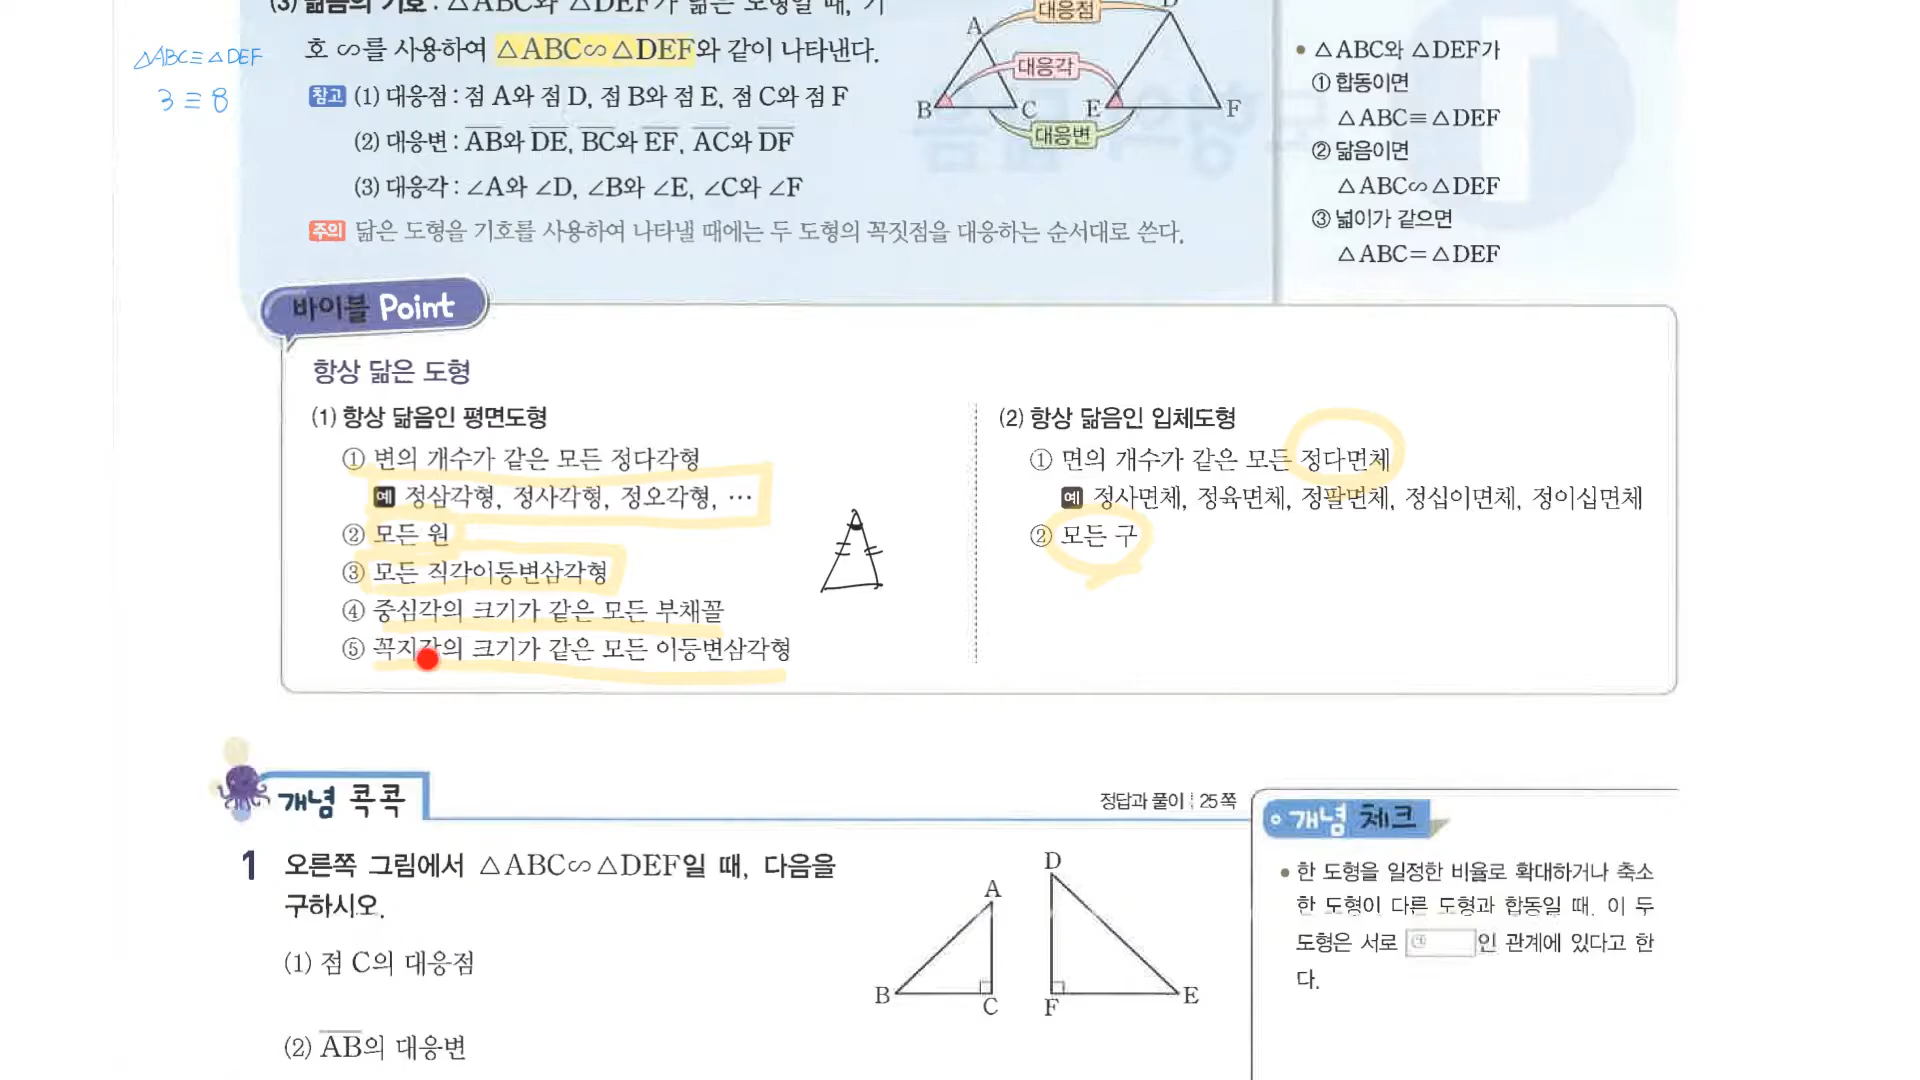 (3) 닮음의 기호 : △ABC와 △DEF가 닮은 도형일 때, 기
호 ∽를 사용하여 △ABC∽△DEF와 같이 나타낸다.
참고 (1) 대응점 : 점 A와 점 D, 점 B와 점 E, 점 C와 점 F
(2) 대응변 : AB와 DE, BC와 EF, AC와 DF
(3) 대응각 : ∠A와 ∠D, ∠B와 ∠E, ∠C와 ∠F
주의 닮은 도형을 기호를 사용하여 나타낼 때에는 두 도형의 꼭짓점을 대응하는 순서대로 쓴다.
△ABC≡△DEF
3≡8
대응점
A
D
대응각
B
C
E
F
대응변
• △ABC와 △DEF가
① 합동이면
△ABC≡△DEF
② 닮음이면
△ABC∽△DEF
③ 넓이가 같으면
△ABC=△DEF
바이블 Point
항상 닮은 도형
(1) 항상 닮음인 평면도형
① 변의 개수가 같은 모든 정다각형
예 정삼각형, 정사각형, 정오각형, …
② 모든 원
③ 모든 직각이등변삼각형
④ 중심각의 크기가 같은 모든 부채꼴
⑤ 꼭지각의 크기가 같은 모든 이등변삼각형
(2) 항상 닮음인 입체도형
① 면의 개수가 같은 모든 정다면체
예 정사면체, 정육면체, 정팔면체, 정십이면체, 정이십면체
② 모든 구
개념 콕콕
정답과 풀이 25쪽
1 오른쪽 그림에서 △ABC∽△DEF일 때, 다음을
구하시오.
(1) 점 C의 대응점
(2) AB의 대응변
A
B
C
D
F
E
개념 체크
• 한 도형을 일정한 비율로 확대하거나 축소
한 도형이 다른 도형과 합동일 때, 이 두
도형은 서로 인 관계에 있다고 한
다.